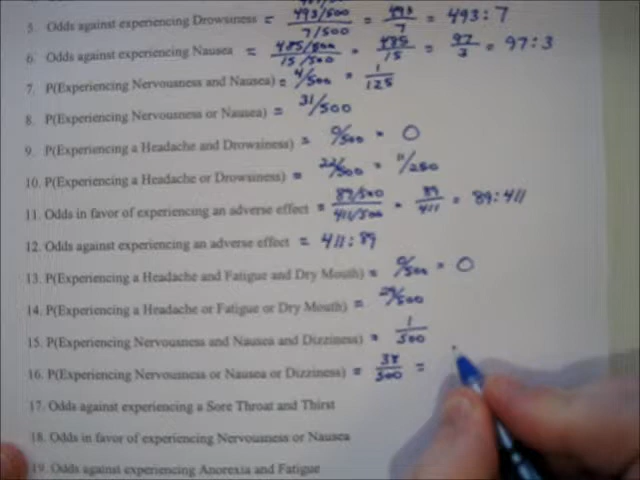 5. Odds against experiencing Drowsiness = 493/500 / 7/500 = 493/7 = 493:7
6. Odds against experiencing Nausea = 485/500 / 15/500 = 485/15 = 97/3 = 97:3
7. P(Experiencing Nervousness and Nausea) = 4/500 = 1/125
8. P(Experiencing Nervousness or Nausea) = 31/500
9. P(Experiencing a Headache and Drowsiness) = 0/500 = 0
10. P(Experiencing a Headache or Drowsiness) = 22/500 = 11/250
11. Odds in favor of experiencing an adverse effect = 89/500 / 411/500 = 89/411 = 89:411
12. Odds against experiencing an adverse effect = 411:89
13. P(Experiencing a Headache and Fatigue and Dry Mouth) = 0/500 = 0
14. P(Experiencing a Headache or Fatigue or Dry Mouth) = 29/500
15. P(Experiencing Nervousness and Nausea and Dizziness) = 1/500
16. P(Experiencing Nervousness or Nausea or Dizziness) = 38/500 =
17. Odds against experiencing a Sore Throat and Thirst
18. Odds in favor of experiencing Nervousness or Nausea
19. Odds against experiencing Anorexia and Fatigue